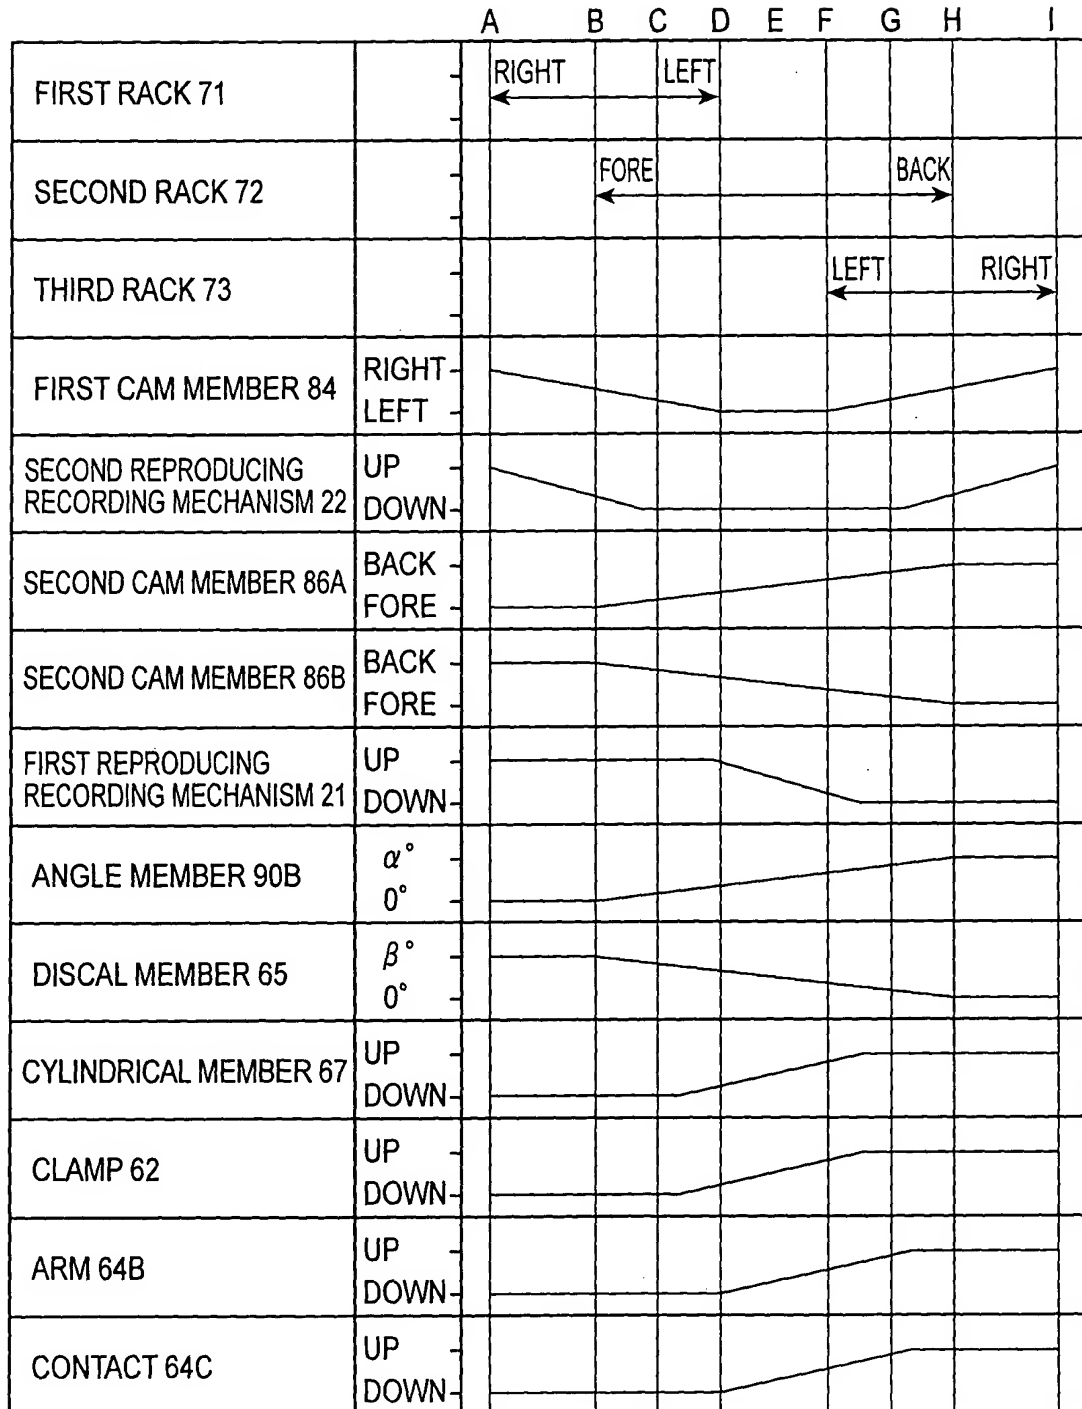 A B C D E F G H I
FIRST RACK 71
RIGHT LEFT
SECOND RACK 72
FORE BACK
THIRD RACK 73
LEFT RIGHT
FIRST CAM MEMBER 84
RIGHT
LEFT
SECOND REPRODUCING
RECORDING MECHANISM 22
UP
DOWN
SECOND CAM MEMBER 86A
BACK
FORE
SECOND CAM MEMBER 86B
BACK
FORE
FIRST REPRODUCING
RECORDING MECHANISM 21
UP
DOWN
ANGLE MEMBER 90B
α°
0°
DISCAL MEMBER 65
β°
0°
CYLINDRICAL MEMBER 67
UP
DOWN
CLAMP 62
UP
DOWN
ARM 64B
UP
DOWN
CONTACT 64C
UP
DOWN